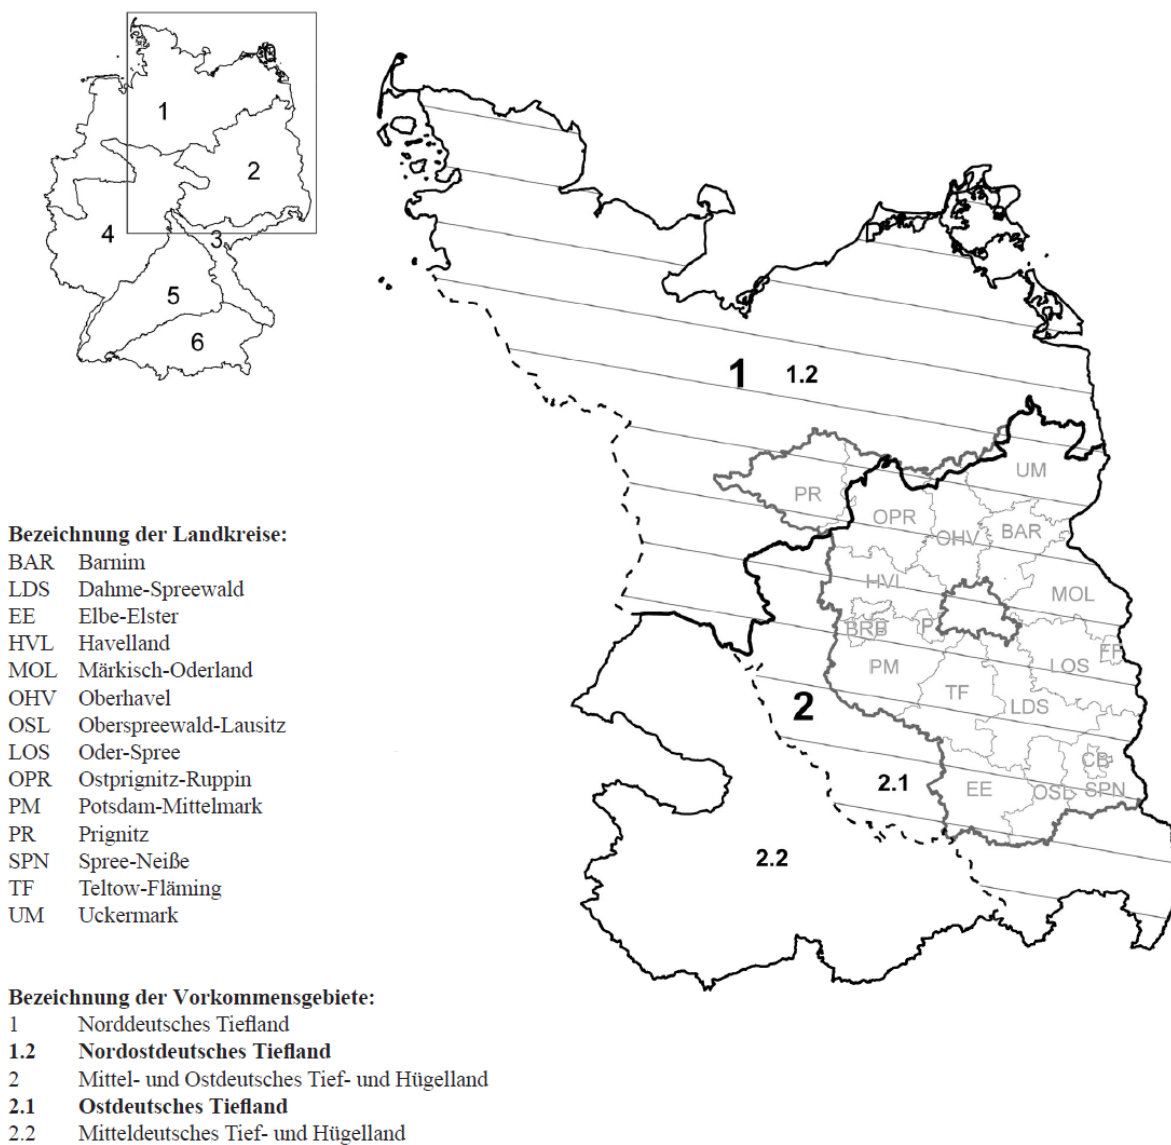 1
2
3
4
5
6
1 1.2
UM
PR
OPR
BAR
OHV
HVL
MOL
BRB
P
FF
PM
LOS
TF
LDS
2
CB
2.1
EE
OSL
SPN
2.2
Bezeichnung der Landkreise:
BAR Barnim
LDS Dahme-Spreewald
EE Elbe-Elster
HVL Havelland
MOL Märkisch-Oderland
OHV Oberhavel
OSL Oberspreewald-Lausitz
LOS Oder-Spree
OPR Ostprignitz-Ruppin
PM Potsdam-Mittelmark
PR Prignitz
SPN Spree-Neiße
TF Teltow-Fläming
UM Uckermark
Bezeichnung der Vorkommensgebiete:
1 Norddeutsches Tiefland
1.2 Nordostdeutsches Tiefland
2 Mittel- und Ostdeutsches Tief- und Hügelland
2.1 Ostdeutsches Tiefland
2.2 Mitteldeutsches Tief- und Hügelland